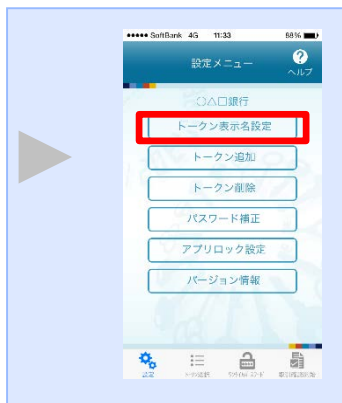 ●●●●● SoftBank 4G 11:33 98%
設定メニュー
ヘルプ
○△□銀行
トークン表示名設定
トークン追加
トークン削除
パスワード補正
アプリロック設定
バージョン情報
設定